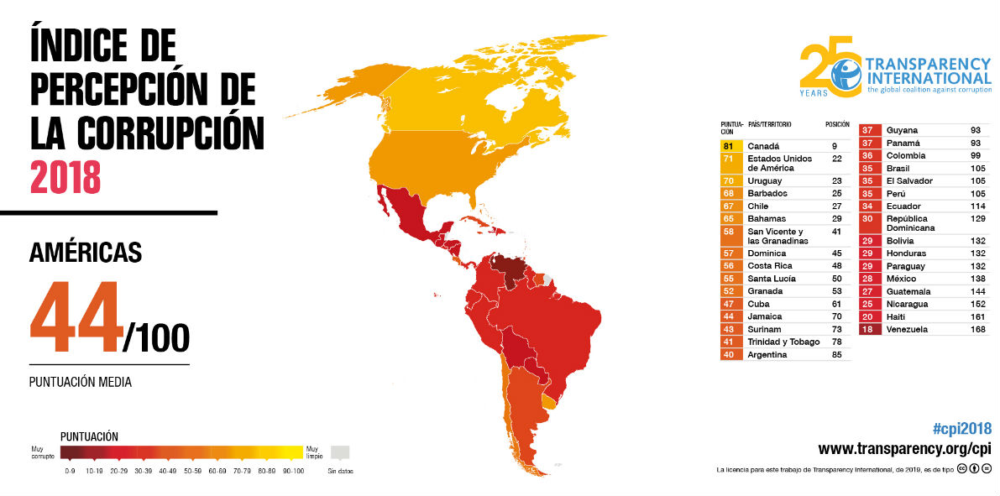 ÍNDICE DE
PERCEPCIÓN DE
LA CORRUPCIÓN
2018
AMÉRICAS
44/100
PUNTUACIÓN MEDIA
PUNTUACIÓN
Muy
corrupto
0-9 10-19 20-29 30-39 40-49 50-59 60-69 70-79 80-89 90-100
Muy
limpio
Sin datos
25
YEARS
TRANSPARENCY
INTERNATIONAL
the global coalition against corruption
PUNTUA-
CIÓN PAÍS/TERRITORIO POSICIÓN
81 Canadá 9
71 Estados Unidos 22
de América
70 Uruguay 23
68 Barbados 25
67 Chile 27
65 Bahamas 29
58 San Vicente y 41
las Granadinas
57 Dominica 45
56 Costa Rica 48
55 Santa Lucía 50
52 Granada 53
47 Cuba 61
44 Jamaica 70
43 Surinam 73
41 Trinidad y Tobago 78
40 Argentina 85
37 Guyana 93
37 Panamá 93
36 Colombia 99
35 Brasil 105
35 El Salvador 105
35 Perú 105
34 Ecuador 114
30 República 129
Dominicana
29 Bolivia 132
29 Honduras 132
29 Paraguay 132
28 México 138
27 Guatemala 144
25 Nicaragua 152
20 Haiti 161
18 Venezuela 168
#cpi2018
www.transparency.org/cpi
La licencia para este trabajo de Transparency International, de 2019, es de tipo cc